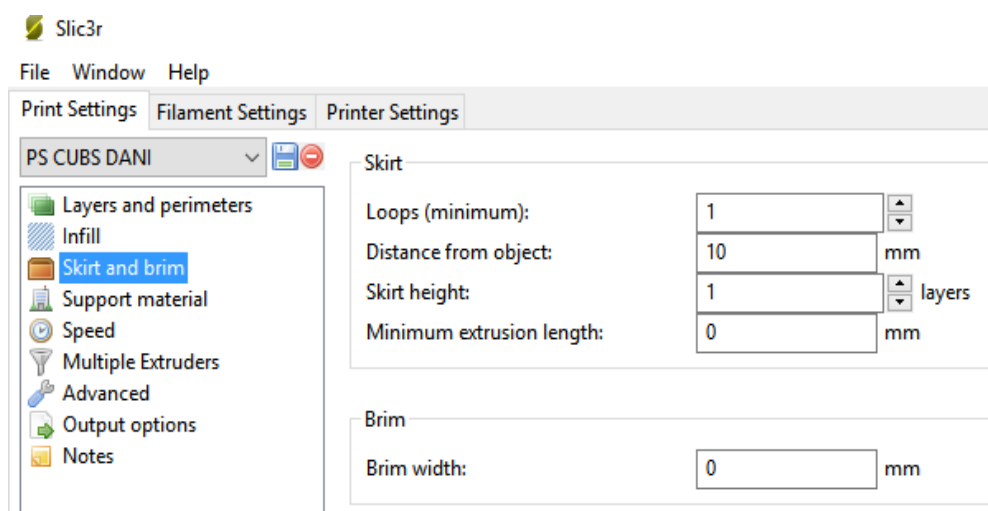 Slic3r
File Window Help
Print Settings Filament Settings Printer Settings
PS CUBS DANI
Layers and perimeters
Infill
Skirt and brim
Support material
Speed
Multiple Extruders
Advanced
Output options
Notes
Skirt
Loops (minimum): 1
Distance from object: 10 mm
Skirt height: 1 layers
Minimum extrusion length: 0 mm
Brim
Brim width: 0 mm